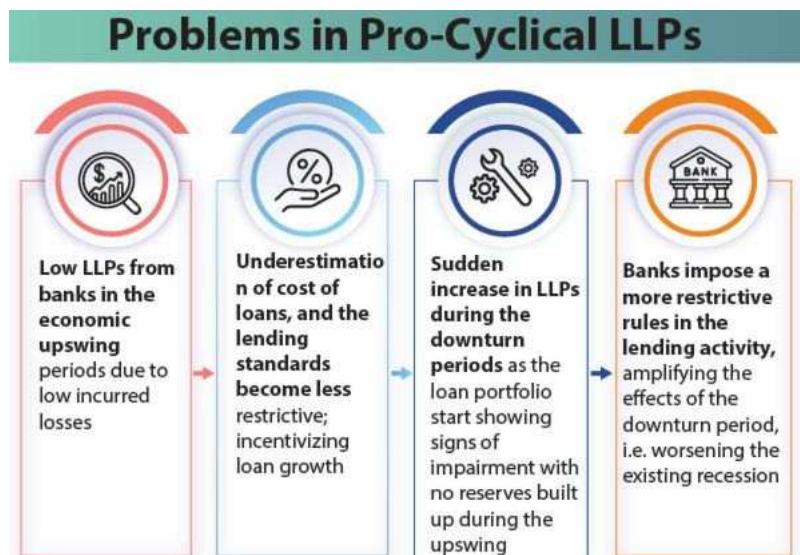 Problems in Pro-Cyclical LLPs
$
Low LLPs from
banks in the
economic
upswing
periods due to
low incurred
losses
%
Underestimatio
n of cost of
loans, and the
lending
standards
become less
restrictive;
incentivizing
loan growth
Sudden
increase in LLPs
during the
downturn
periods as the
loan portfolio
start showing
signs of
impairment with
no reserves built
up during the
upswing
BANK
Banks impose a
more restrictive
rules in the
lending activity,
amplifying the
effects of the
downturn period,
i.e. worsening the
existing recession